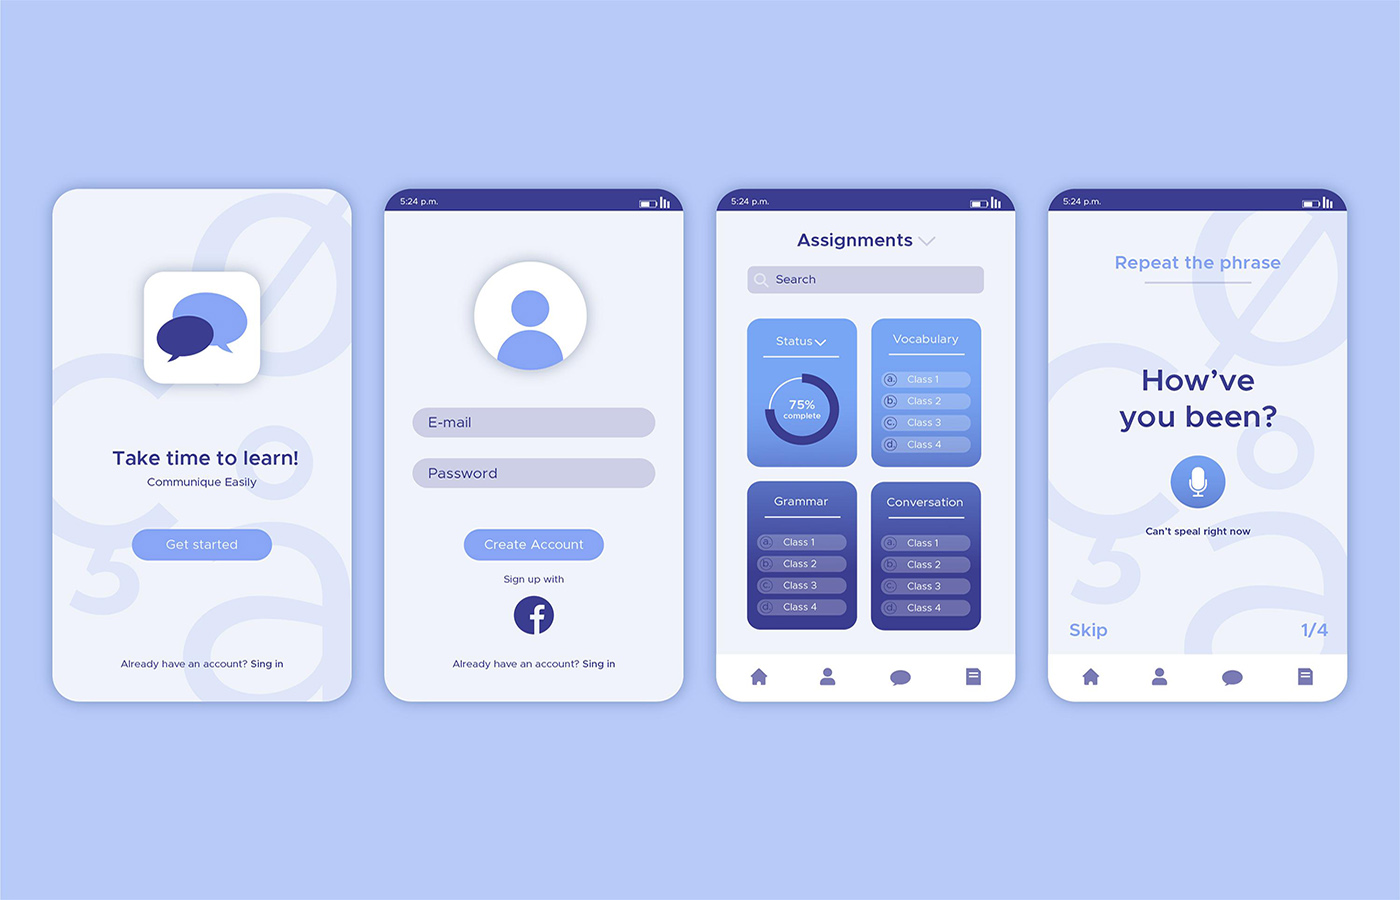 Take time to learn!
Communique Easily
Get started
Already have an account? Sing in
5:24 p.m.
E-mail
Password
Create Account
Sign up with
f
Already have an account? Sing in
5:24 p.m.
Assignments
Search
Status
75%
complete
Vocabulary
a. Class 1
b. Class 2
c. Class 3
d. Class 4
Grammar
a. Class 1
b. Class 2
c. Class 3
d. Class 4
Conversation
a. Class 1
b. Class 2
c. Class 3
d. Class 4
5:24 p.m.
Repeat the phrase
How've
you been?
Can't speal right now
Skip
1/4